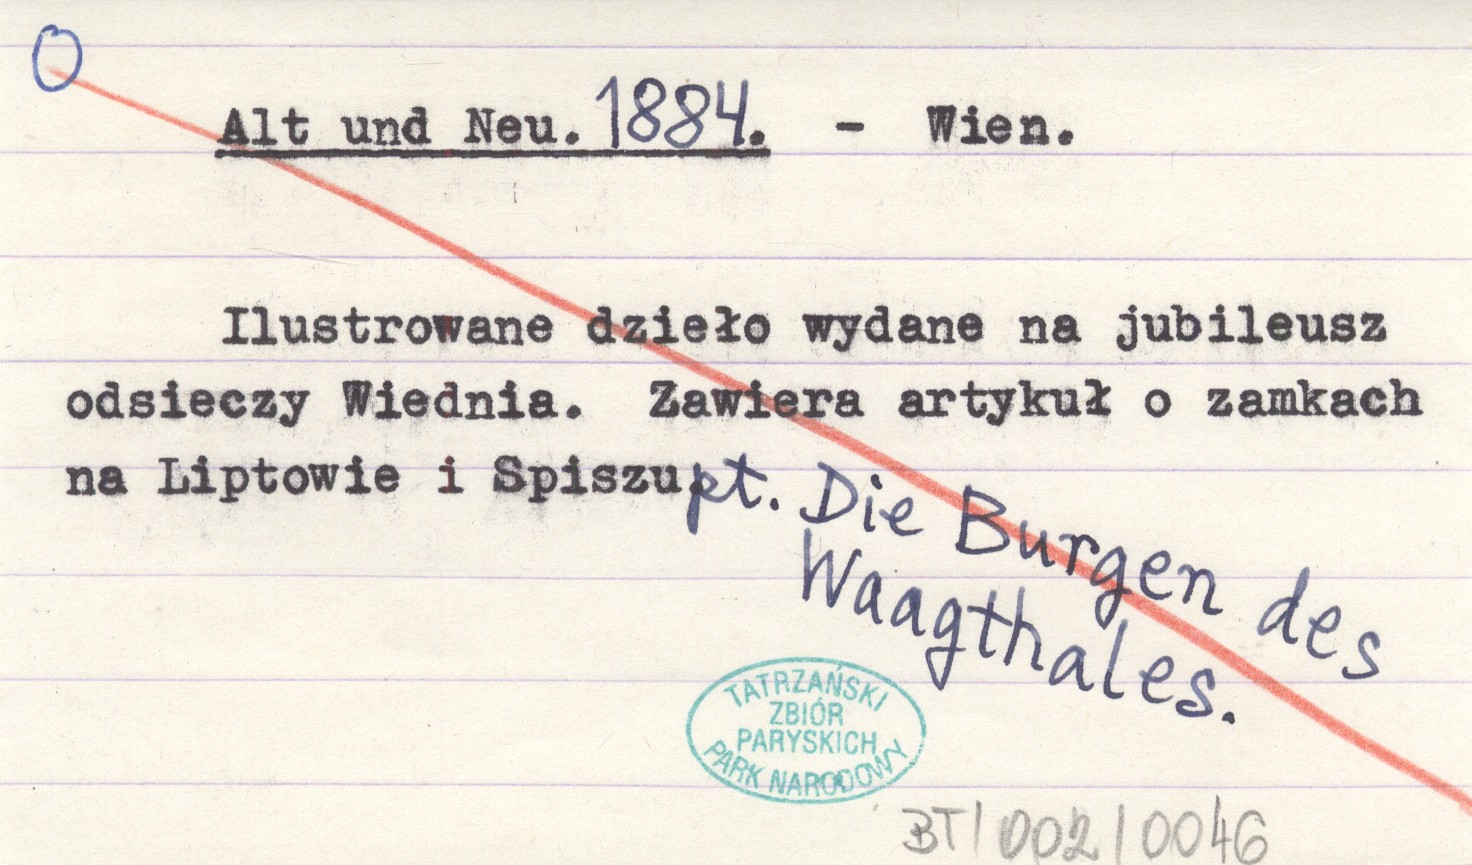 O
Alt und Neu. 1884. - Wien.
Ilustrowane dzieło wydane na jubileusz
odsieczy Wiednia. Zawiera artykuł o zamkach
na Liptowie i Spiszu. pt. Die Burgen des
Waagthales.
TATRZAŃSKI
ZBIÓR
PARYSKICH
PARK NARODOWY
BT/002/0046